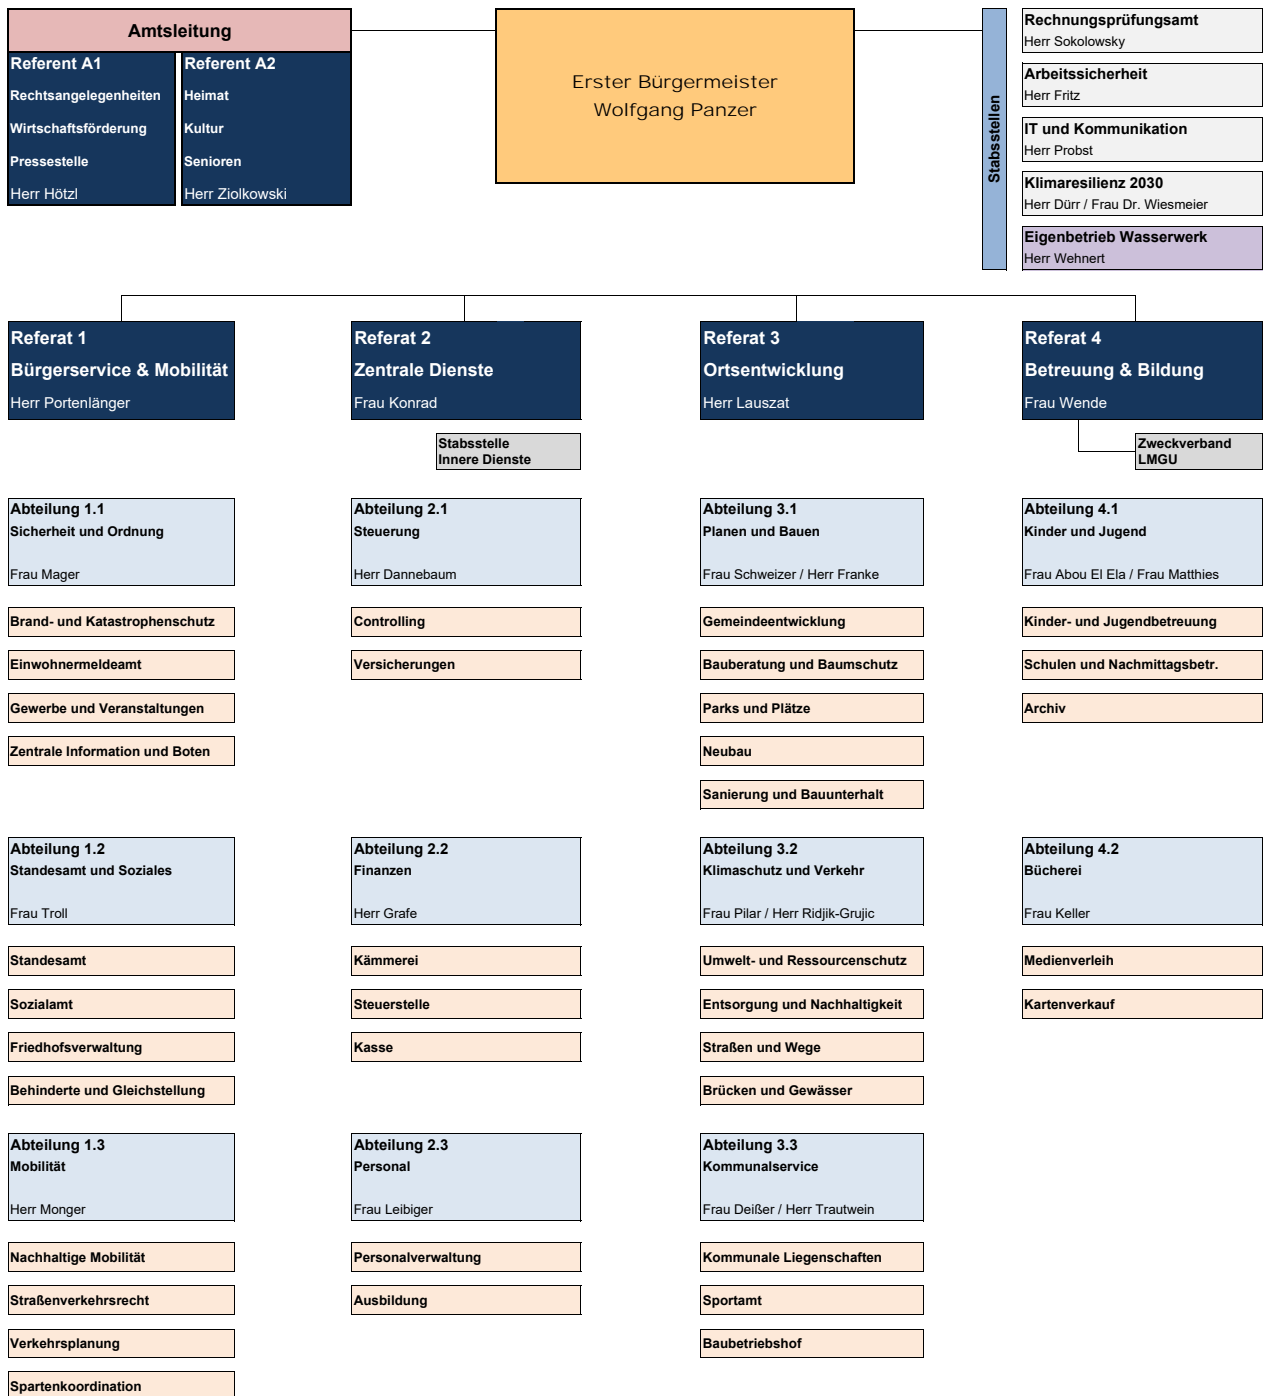 Amtsleitung
Referent A1
Rechtsangelegenheiten
Wirtschaftsförderung
Pressestelle
Herr Hötzl
Referent A2
Heimat
Kultur
Senioren
Herr Ziolkowski
Erster Bürgermeister
Wolfgang Panzer
Stabsstellen
Rechnungsprüfungsamt
Herr Sokolowsky
Arbeitssicherheit
Herr Fritz
IT und Kommunikation
Herr Probst
Klimaresilienz 2030
Herr Dürr / Frau Dr. Wiesmeier
Eigenbetrieb Wasserwerk
Herr Wehnert
Referat 1
Bürgerservice & Mobilität
Herr Portenlänger
Abteilung 1.1
Sicherheit und Ordnung
Frau Mager
Brand- und Katastrophenschutz
Einwohnermeldeamt
Gewerbe und Veranstaltungen
Zentrale Information und Boten
Abteilung 1.2
Standesamt und Soziales
Frau Troll
Standesamt
Sozialamt
Friedhofsverwaltung
Behinderte und Gleichstellung
Abteilung 1.3
Mobilität
Herr Monger
Nachhaltige Mobilität
Straßenverkehrsrecht
Verkehrsplanung
Spartenkoordination
Referat 2
Zentrale Dienste
Frau Konrad
Stabsstelle
Innere Dienste
Abteilung 2.1
Steuerung
Herr Dannebaum
Controlling
Versicherungen
Abteilung 2.2
Finanzen
Herr Grafe
Kämmerei
Steuerstelle
Kasse
Abteilung 2.3
Personal
Frau Leibiger
Personalverwaltung
Ausbildung
Referat 3
Ortsentwicklung
Herr Lauszat
Abteilung 3.1
Planen und Bauen
Frau Schweizer / Herr Franke
Gemeindeentwicklung
Bauberatung und Baumschutz
Parks und Plätze
Neubau
Sanierung und Bauunterhalt
Abteilung 3.2
Klimaschutz und Verkehr
Frau Pilar / Herr Ridjik-Grujic
Umwelt- und Ressourcenschutz
Entsorgung und Nachhaltigkeit
Straßen und Wege
Brücken und Gewässer
Abteilung 3.3
Kommunalservice
Frau Deißer / Herr Trautwein
Kommunale Liegenschaften
Sportamt
Baubetriebshof
Referat 4
Betreuung & Bildung
Frau Wende
Zweckverband
LMGU
Abteilung 4.1
Kinder und Jugend
Frau Abou El Ela / Frau Matthies
Kinder- und Jugendbetreuung
Schulen und Nachmittagsbetr.
Archiv
Abteilung 4.2
Bücherei
Frau Keller
Medienverleih
Kartenverkauf